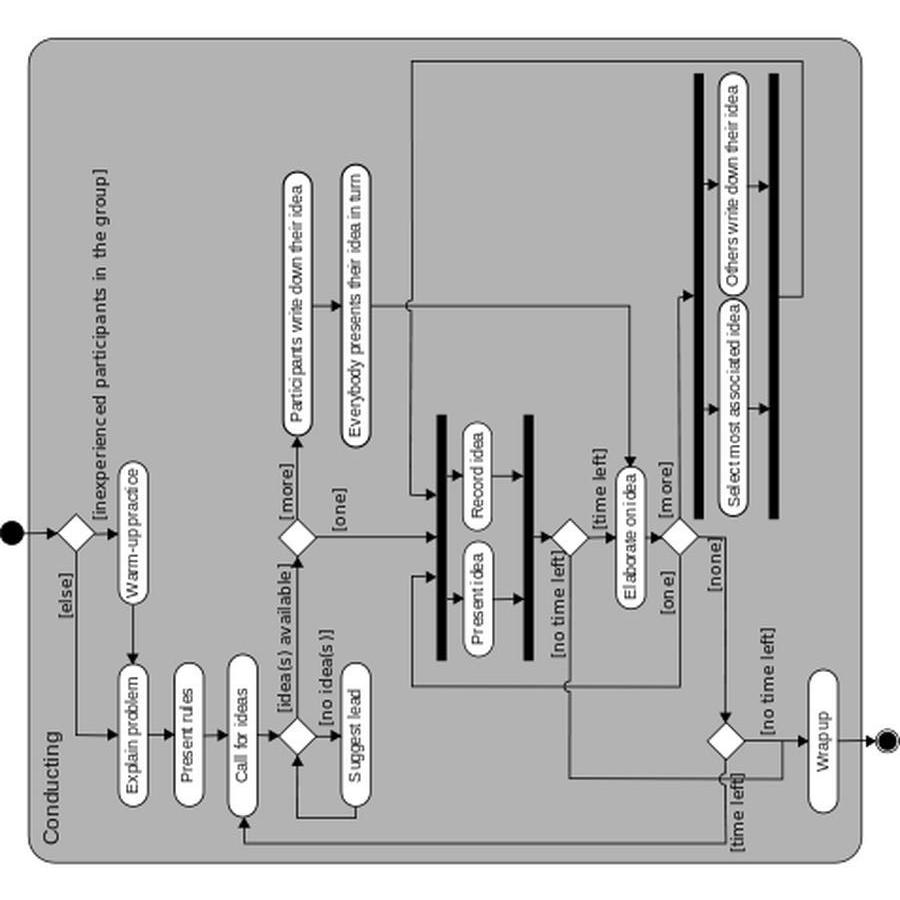 Conducting
[else]
[inexperienced participants in the group]
Warm-up practice
Explain problem
Present rules
Call for ideas
[idea(s) available]
[no idea(s)]
Suggest lead
[more]
[one]
Participants write down their idea
Everybody presents their idea in turn
Present idea
Record idea
[no time left]
[time left]
Elaborate on idea
[more]
[one]
[none]
Select most associated idea
Others write down their idea
[time left]
[no time left]
Wrap up